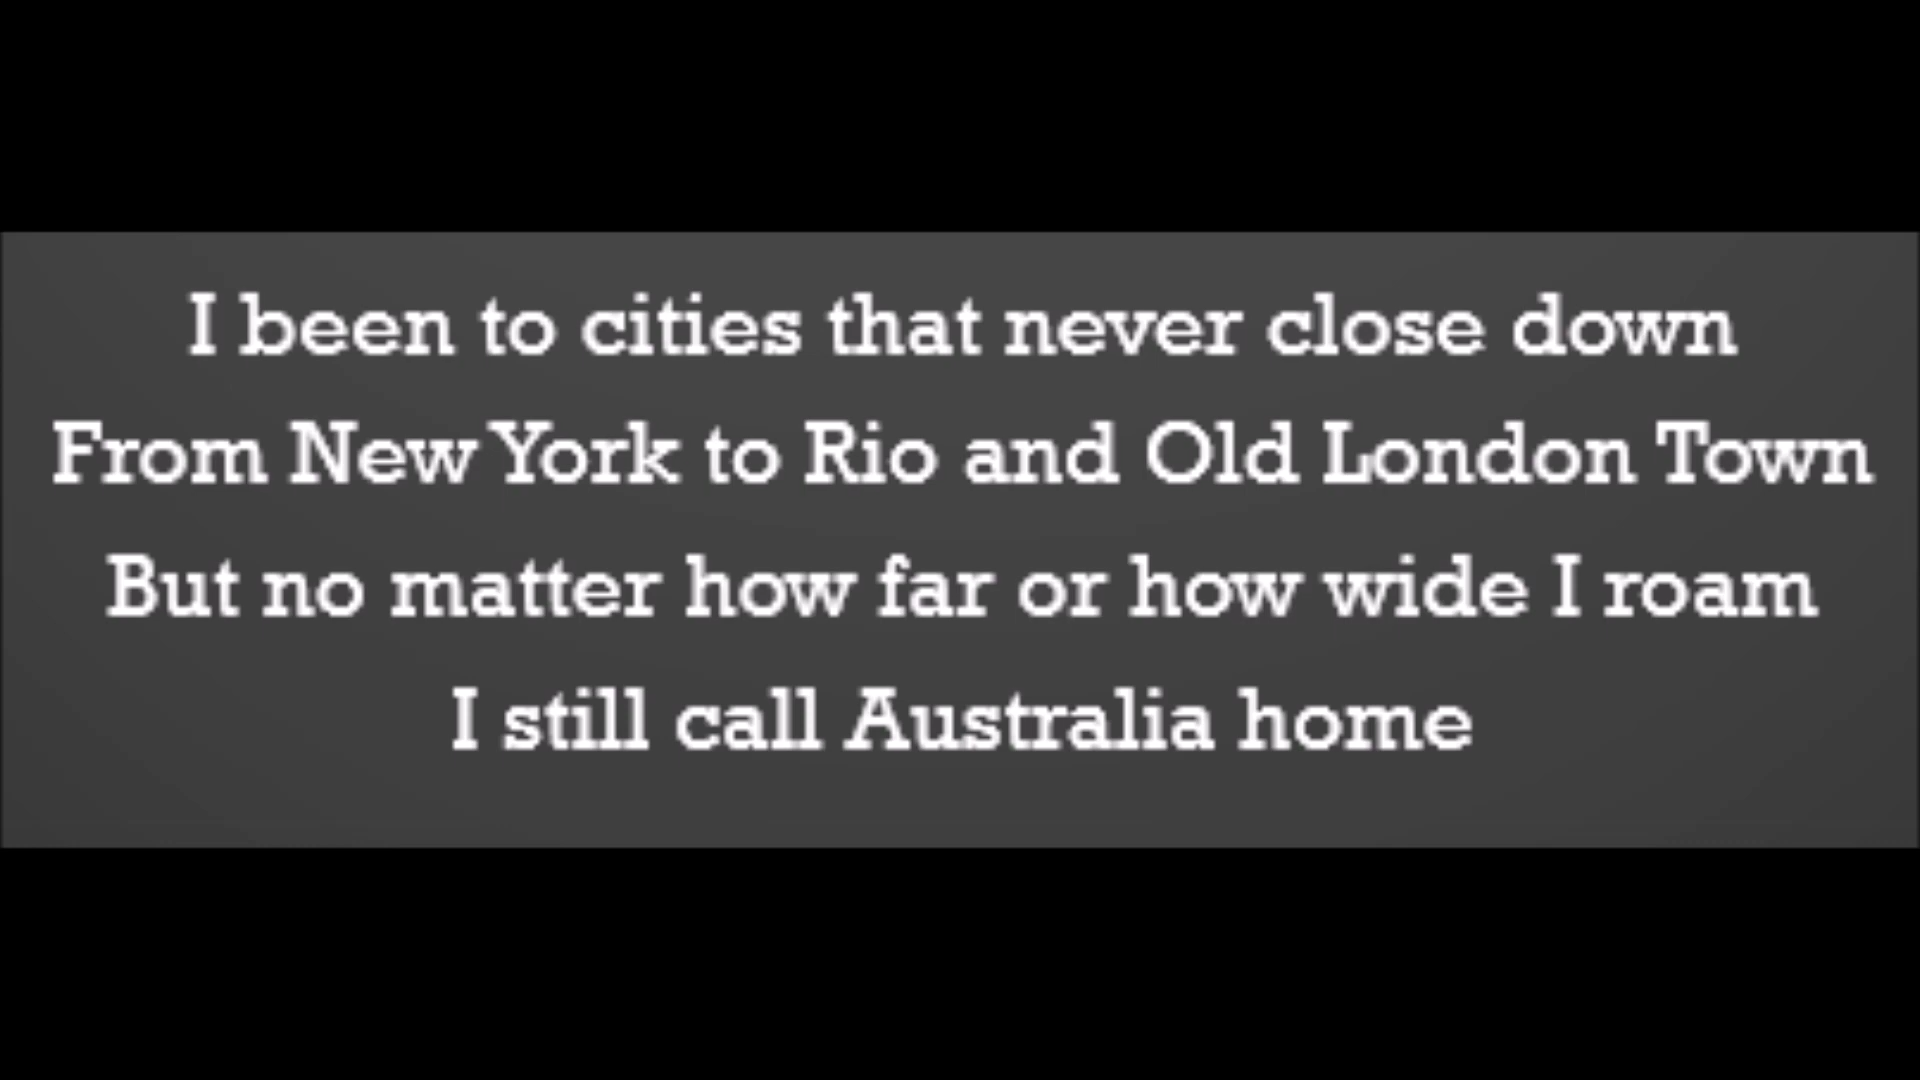 I been to cities that never close down
From New York to Rio and Old London Town
But no matter how far or how wide I roam
I still call Australia home